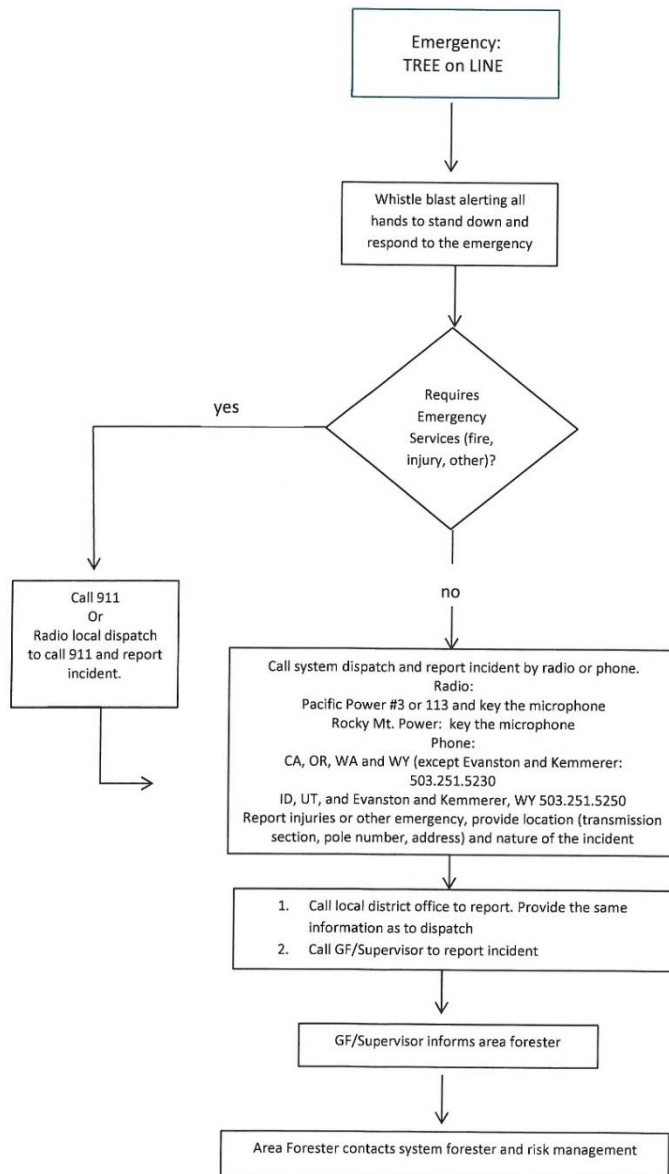 Emergency:
TREE on LINE
Whistle blast alerting all
hands to stand down and
respond to the emergency
Requires
Emergency
Services (fire,
injury, other)?
yes
no
Call 911
Or
Radio local dispatch
to call 911 and report
incident.
Call system dispatch and report incident by radio or phone.
Radio:
Pacific Power #3 or 113 and key the microphone
Rocky Mt. Power:  key the microphone
Phone:
CA, OR, WA and WY (except Evanston and Kemmerer:
503.251.5230
ID, UT, and Evanston and Kemmerer, WY 503.251.5250
Report injuries or other emergency, provide location (transmission
section, pole number, address) and nature of the incident
1. Call local district office to report. Provide the same
information as to dispatch
2. Call GF/Supervisor to report incident
GF/Supervisor informs area forester
Area Forester contacts system forester and risk management